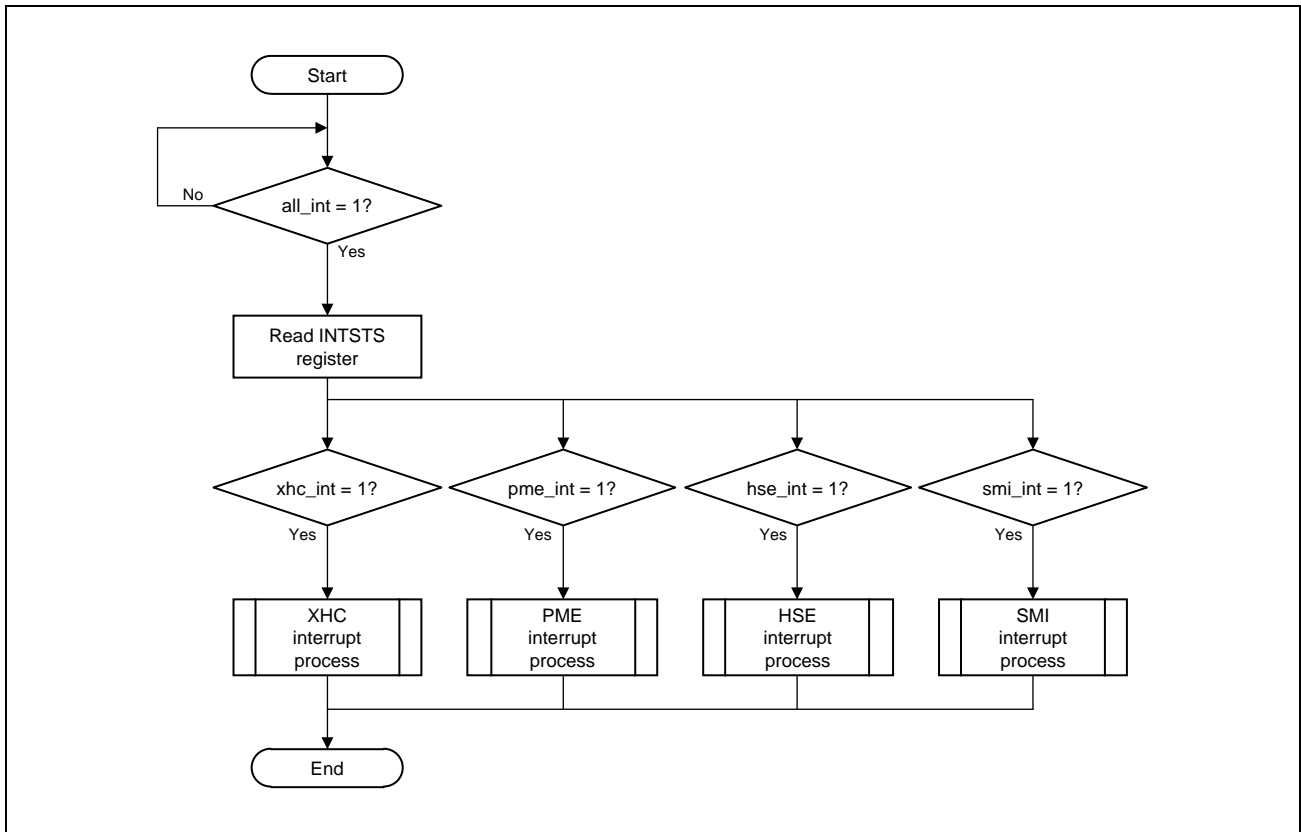 Start
No
all_int = 1?
Yes
Read INTSTS
register
xhc_int = 1?
pme_int = 1?
hse_int = 1?
smi_int = 1?
Yes
Yes
Yes
Yes
XHC
interrupt
process
PME
interrupt
process
HSE
interrupt
process
SMI
interrupt
process
End